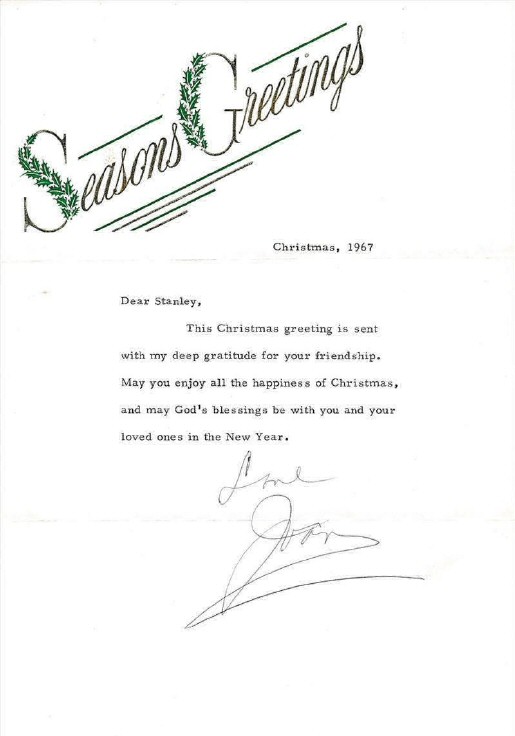 Seasons Greetings
Christmas, 1967
Dear Stanley,
This Christmas greeting is sent
with my deep gratitude for your friendship.
May you enjoy all the happiness of Christmas,
and may God's blessings be with you and your
loved ones in the New Year.
Love
Joan